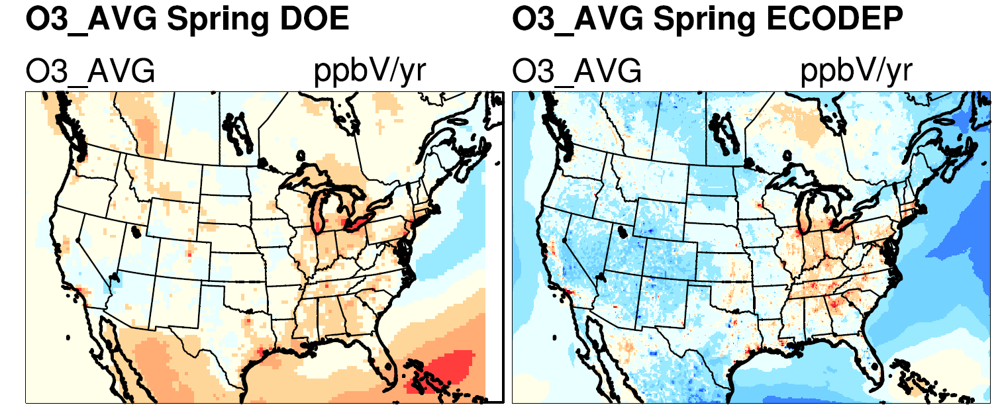 O3_AVG Spring DOE
O3_AVG ppbV/yr
O3_AVG Spring ECODEP
O3_AVG ppbV/yr